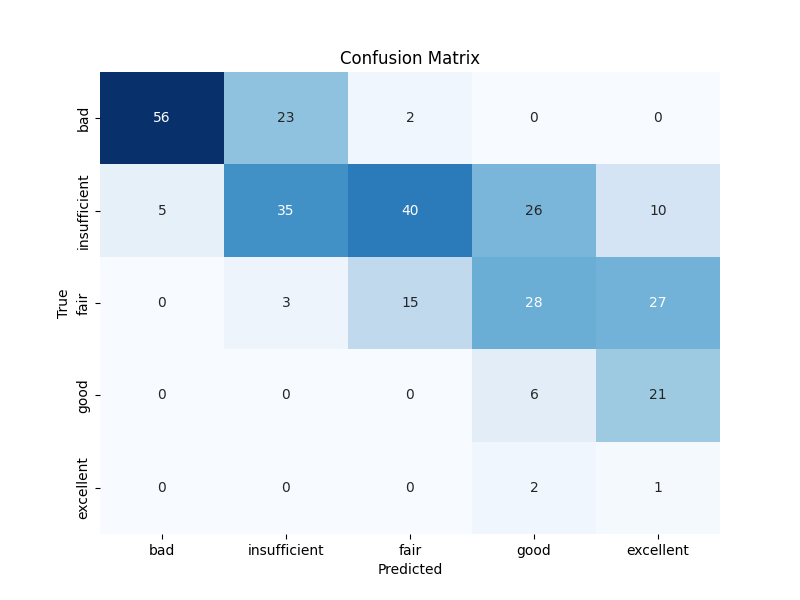 Confusion Matrix
bad 56 23 2 0 0
insufficient 5 35 40 26 10
True
fair 0 3 15 28 27
good 0 0 0 6 21
excellent 0 0 0 2 1
bad insufficient fair good excellent
Predicted